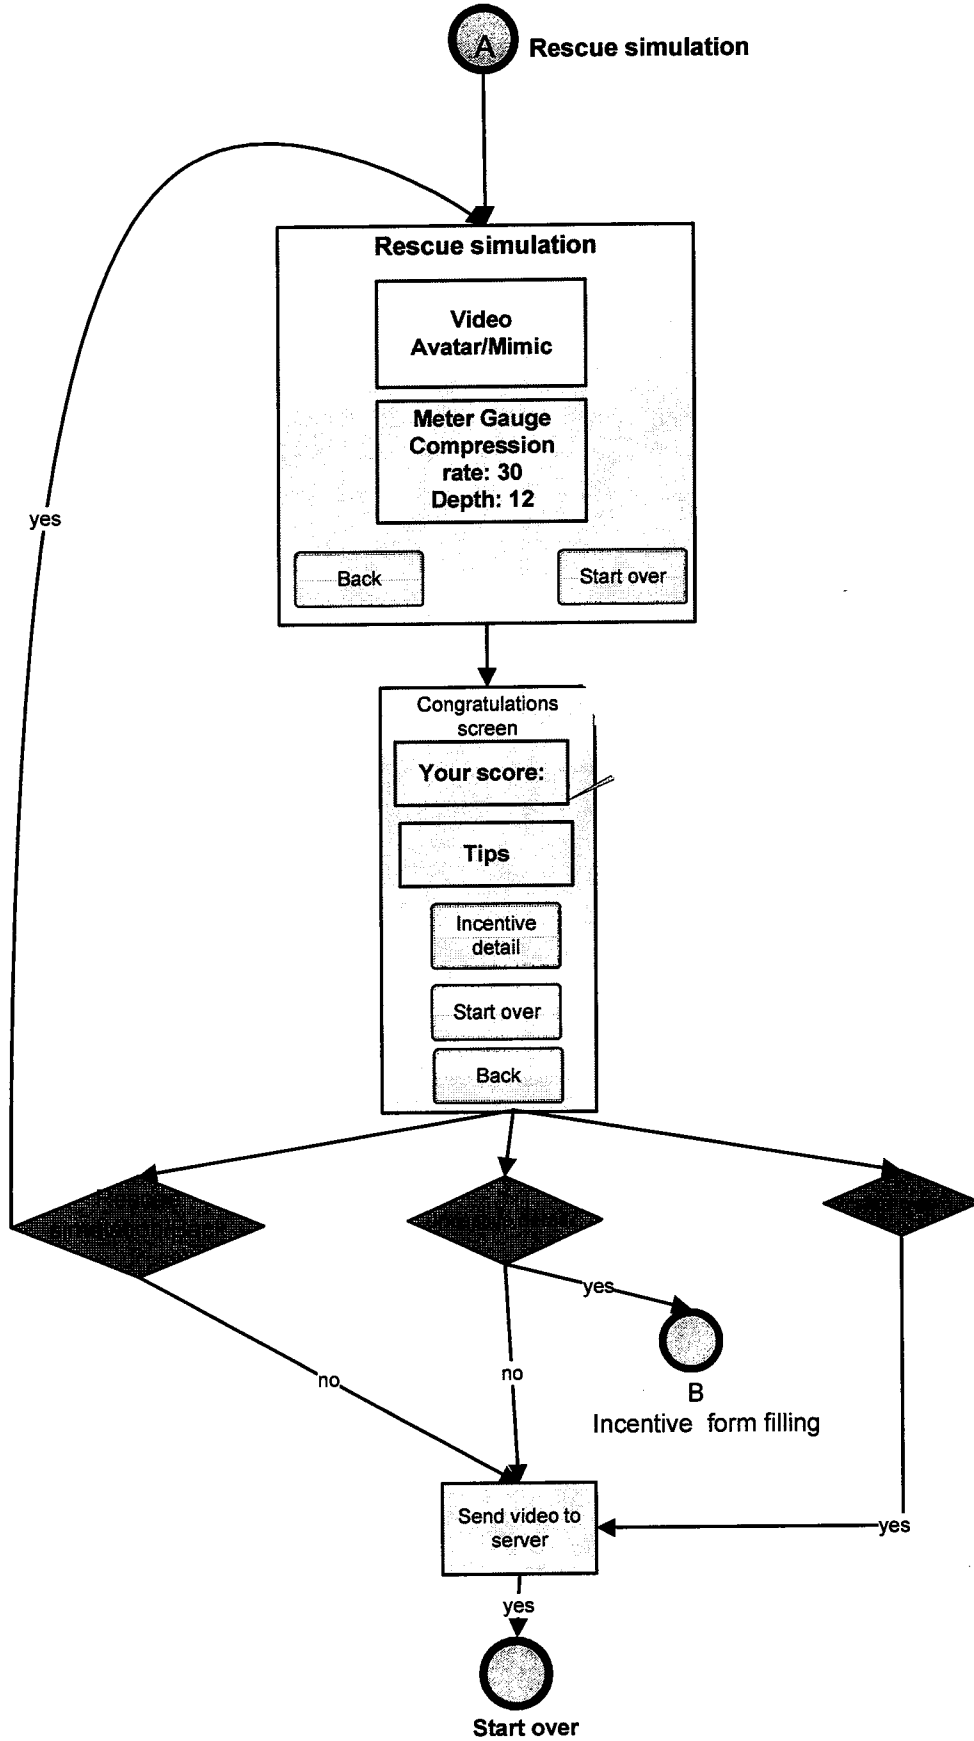 A
Rescue simulation
Rescue simulation
Video
Avatar/Mimic
Meter Gauge
Compression
rate: 30
Depth: 12
Back
Start over
yes
Congratulations
screen
Your score:
Tips
Incentive
detail
Start over
Back
yes
no
no
B
Incentive form filling
Send video to
server
yes
yes
Start over